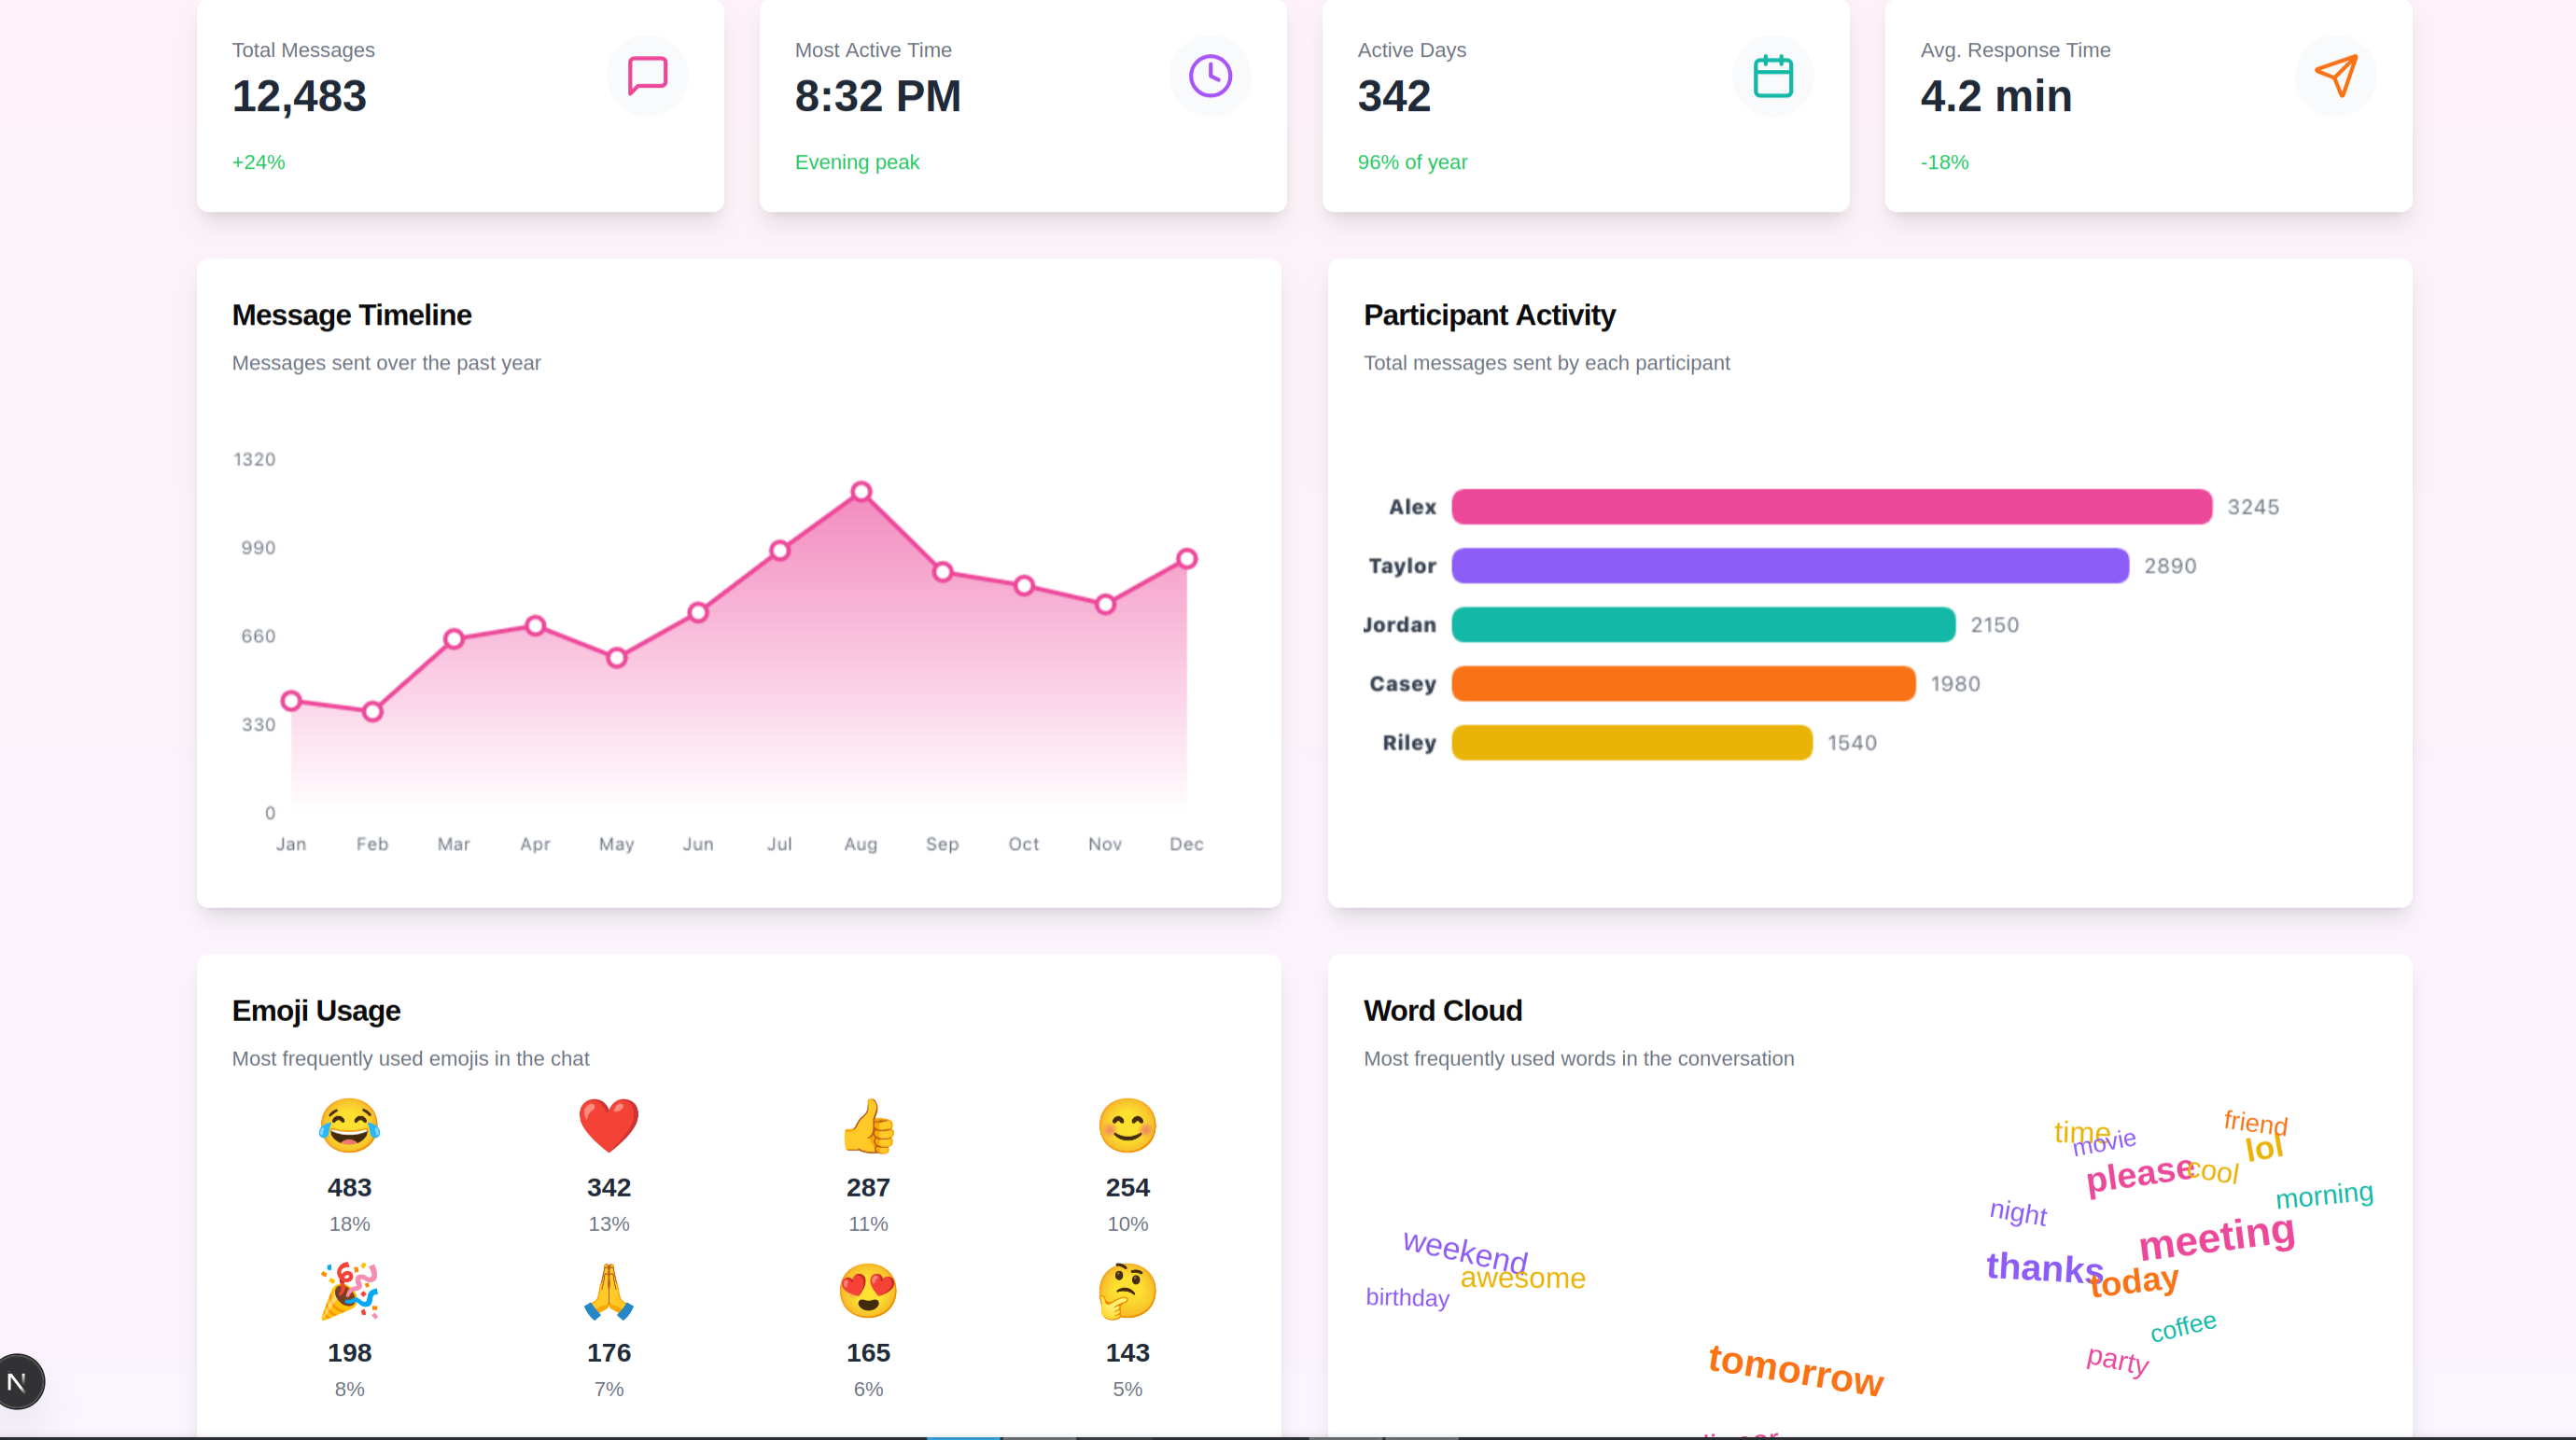 Total Messages
12,483
+24%
Most Active Time
8:32 PM
Evening peak
Active Days
342
96% of year
Avg. Response Time
4.2 min
-18%
Message Timeline
Messages sent over the past year
1320
990
660
330
0
Jan Feb Mar Apr May Jun Jul Aug Sep Oct Nov Dec
Participant Activity
Total messages sent by each participant
Alex 3245
Taylor 2890
Jordan 2150
Casey 1980
Riley 1540
Emoji Usage
Most frequently used emojis in the chat
483 342 287 254
18% 13% 11% 10%
198 176 165 143
8% 7% 6% 5%
Word Cloud
Most frequently used words in the conversation
friend
time
movie
lol
please
cool
morning
night
meeting
weekend
thanks
awesome
today
birthday
coffee
party
tomorrow
N